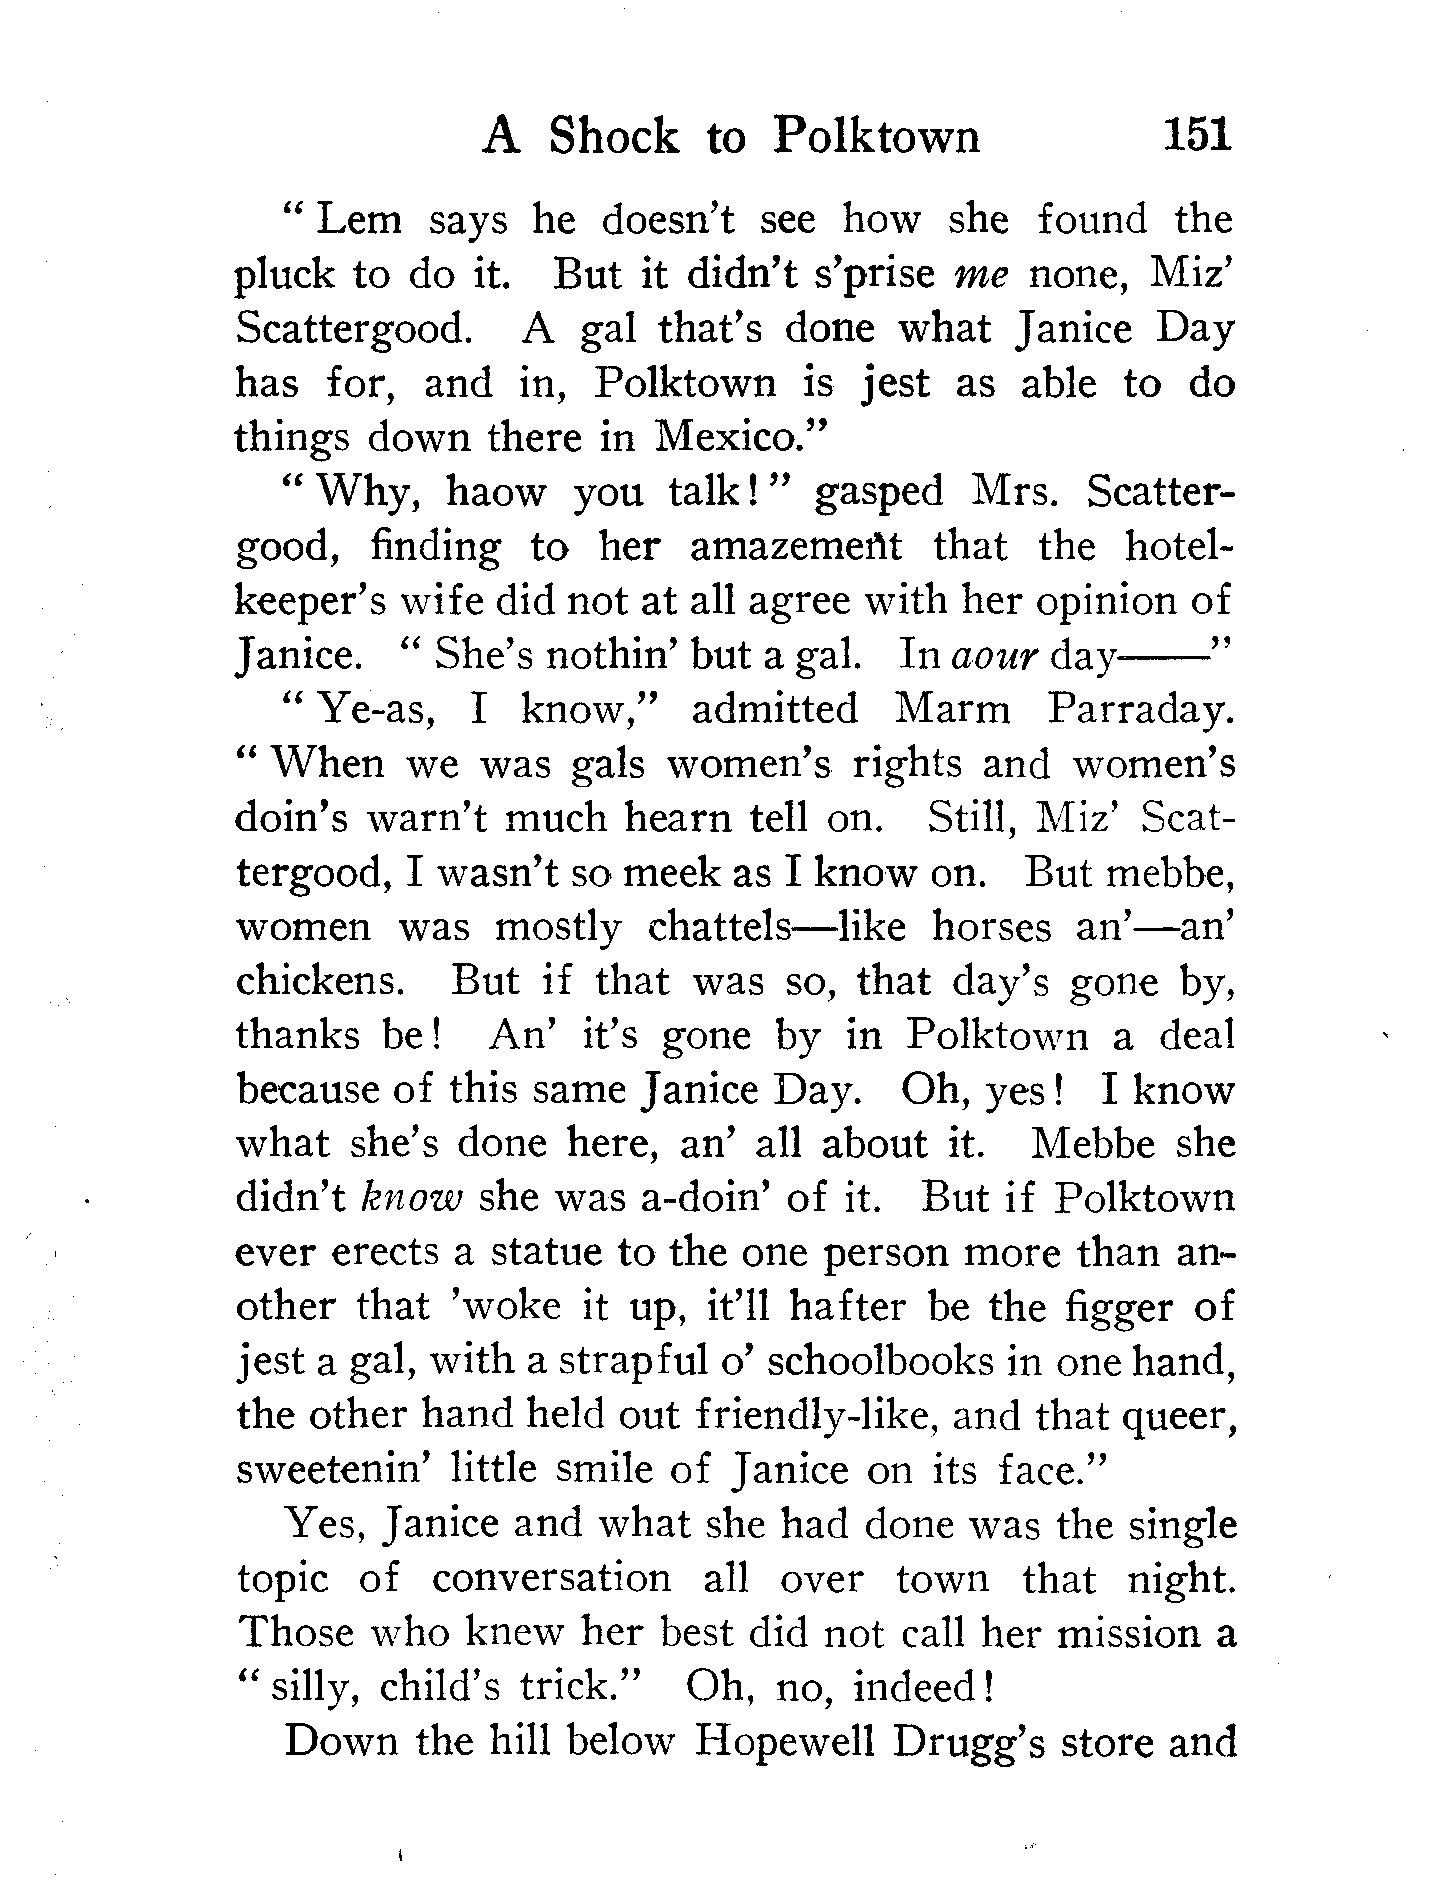 A Shock to Polktown 151
“ Lem says he doesn’t see how she found the
pluck to do it. But it didn’t s’prise me none, Miz’
Scattergood. A gal that’s done what Janice Day
has for, and in, Polktown is jest as able to do
things down there in Mexico.”
“ Why, haow you talk! ” gasped Mrs. Scatter-
good, finding to her amazement that the hotel-
keeper’s wife did not at all agree with her opinion of
Janice. “ She’s nothin’ but a gal. In aour day——”
“ Ye-as, I know,” admitted Marm Parraday.
“ When we was gals women’s rights and women’s
doin’s warn’t much hearn tell on. Still, Miz’ Scat-
tergood, I wasn’t so meek as I know on. But mebbe,
women was mostly chattels—like horses an’—an’
chickens. But if that was so, that day’s gone by,
thanks be! An’ it’s gone by in Polktown a deal
because of this same Janice Day. Oh, yes! I know
what she’s done here, an’ all about it. Mebbe she
didn’t know she was a-doin’ of it. But if Polktown
ever erects a statue to the one person more than an-
other that ’woke it up, it’ll hafter be the figger of
jest a gal, with a strapful o’ schoolbooks in one hand,
the other hand held out friendly-like, and that queer,
sweetenin’ little smile of Janice on its face.”
Yes, Janice and what she had done was the single
topic of conversation all over town that night.
Those who knew her best did not call her mission a
“ silly, child’s trick.” Oh, no, indeed!
Down the hill below Hopewell Drugg’s store and